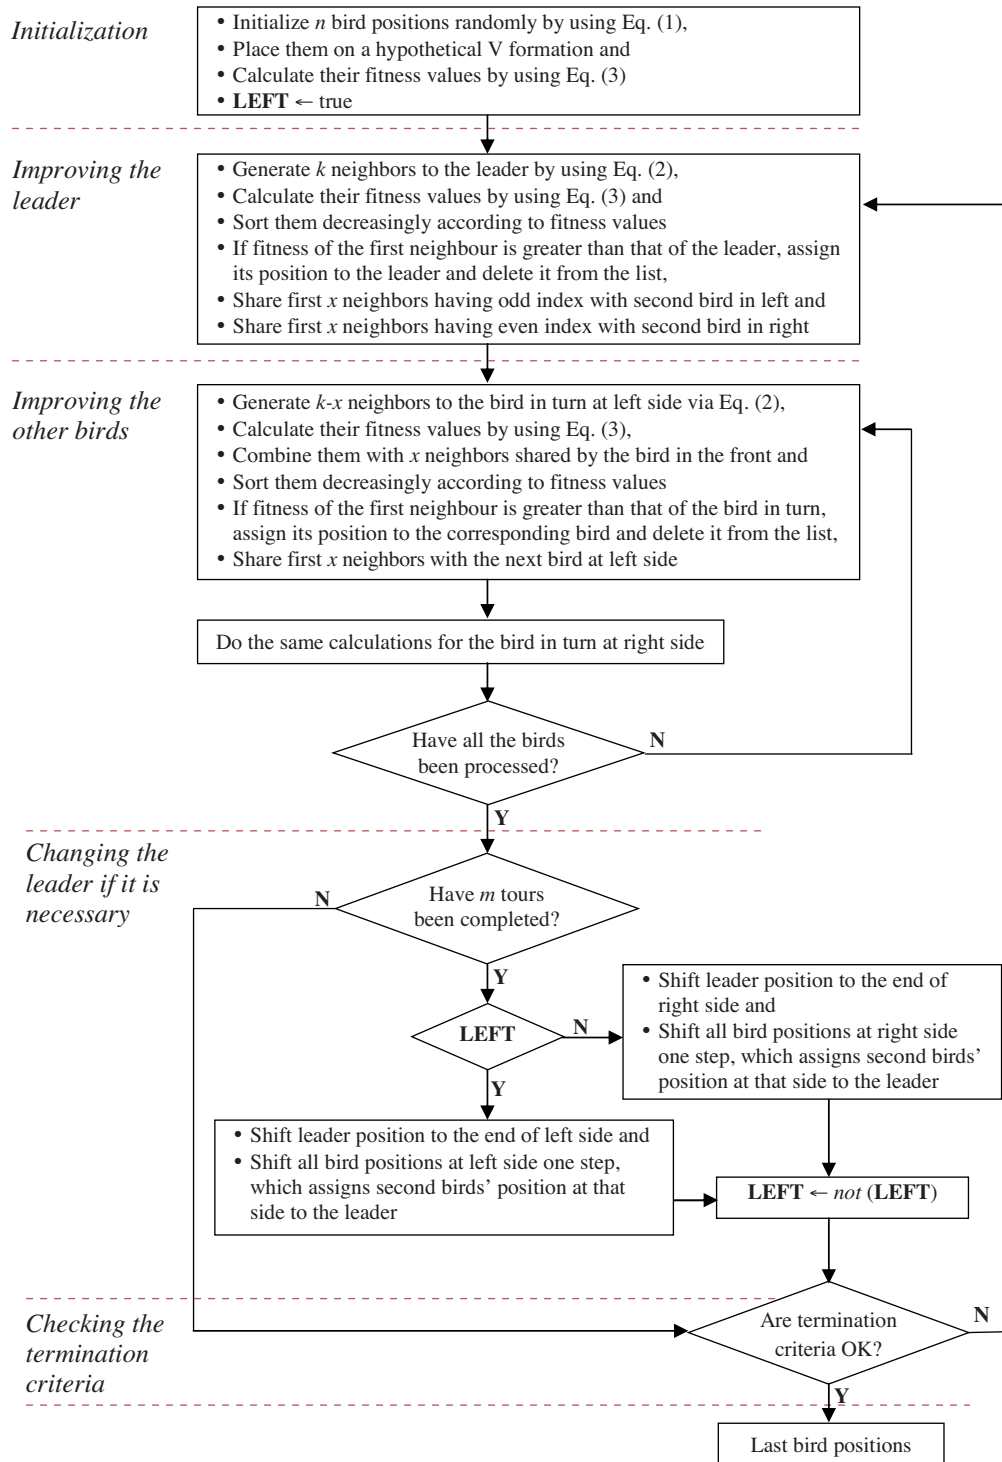 Initialization
• Initialize n bird positions randomly by using Eq. (1),
• Place them on a hypothetical V formation and
• Calculate their fitness values by using Eq. (3)
• LEFT ← true
Improving the
leader
• Generate k neighbors to the leader by using Eq. (2),
• Calculate their fitness values by using Eq. (3) and
• Sort them decreasingly according to fitness values
• If fitness of the first neighbour is greater than that of the leader, assign
its position to the leader and delete it from the list,
• Share first x neighbors having odd index with second bird in left and
• Share first x neighbors having even index with second bird in right
Improving the
other birds
• Generate k-x neighbors to the bird in turn at left side via Eq. (2),
• Calculate their fitness values by using Eq. (3),
• Combine them with x neighbors shared by the bird in the front and
• Sort them decreasingly according to fitness values
• If fitness of the first neighbour is greater than that of the bird in turn,
assign its position to the corresponding bird and delete it from the list,
• Share first x neighbors with the next bird at left side
Do the same calculations for the bird in turn at right side
Have all the birds
been processed?
N
Y
Changing the
leader if it is
necessary
Have m tours
been completed?
N
Y
LEFT
N
Y
• Shift leader position to the end of
right side and
• Shift all bird positions at right side
one step, which assigns second birds'
position at that side to the leader
• Shift leader position to the end of left side and
• Shift all bird positions at left side one step,
which assigns second birds' position at that
side to the leader
LEFT ← not (LEFT)
Checking the
termination
criteria
Are termination
criteria OK?
N
Y
Last bird positions